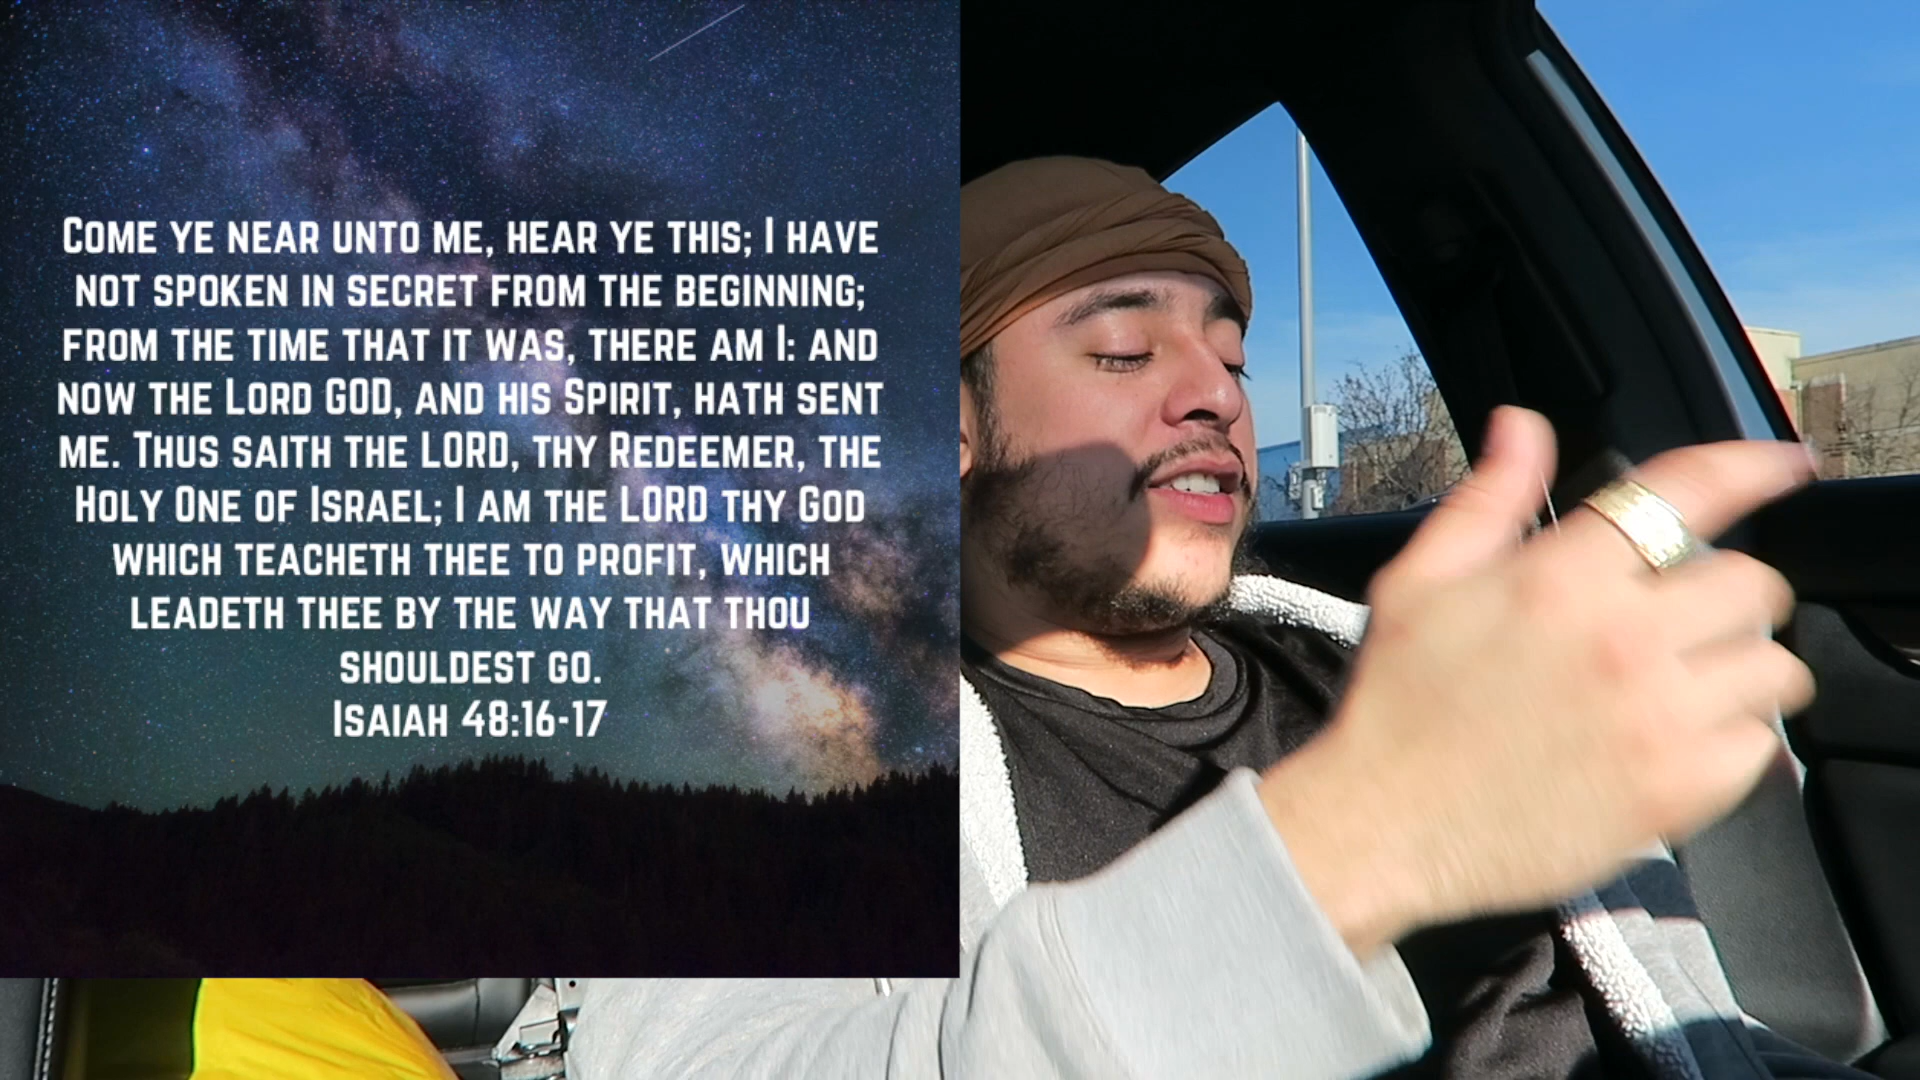 Come ye near unto me, hear ye this; I have
not spoken in secret from the beginning;
from the time that it was, there am I: and
now the Lord GOD, and his Spirit, hath sent
me. Thus saith the LORD, thy Redeemer, the
Holy One of Israel; I am the LORD thy God
which teacheth thee to profit, which
leadeth thee by the way that thou
shouldest go.
Isaiah 48:16-17